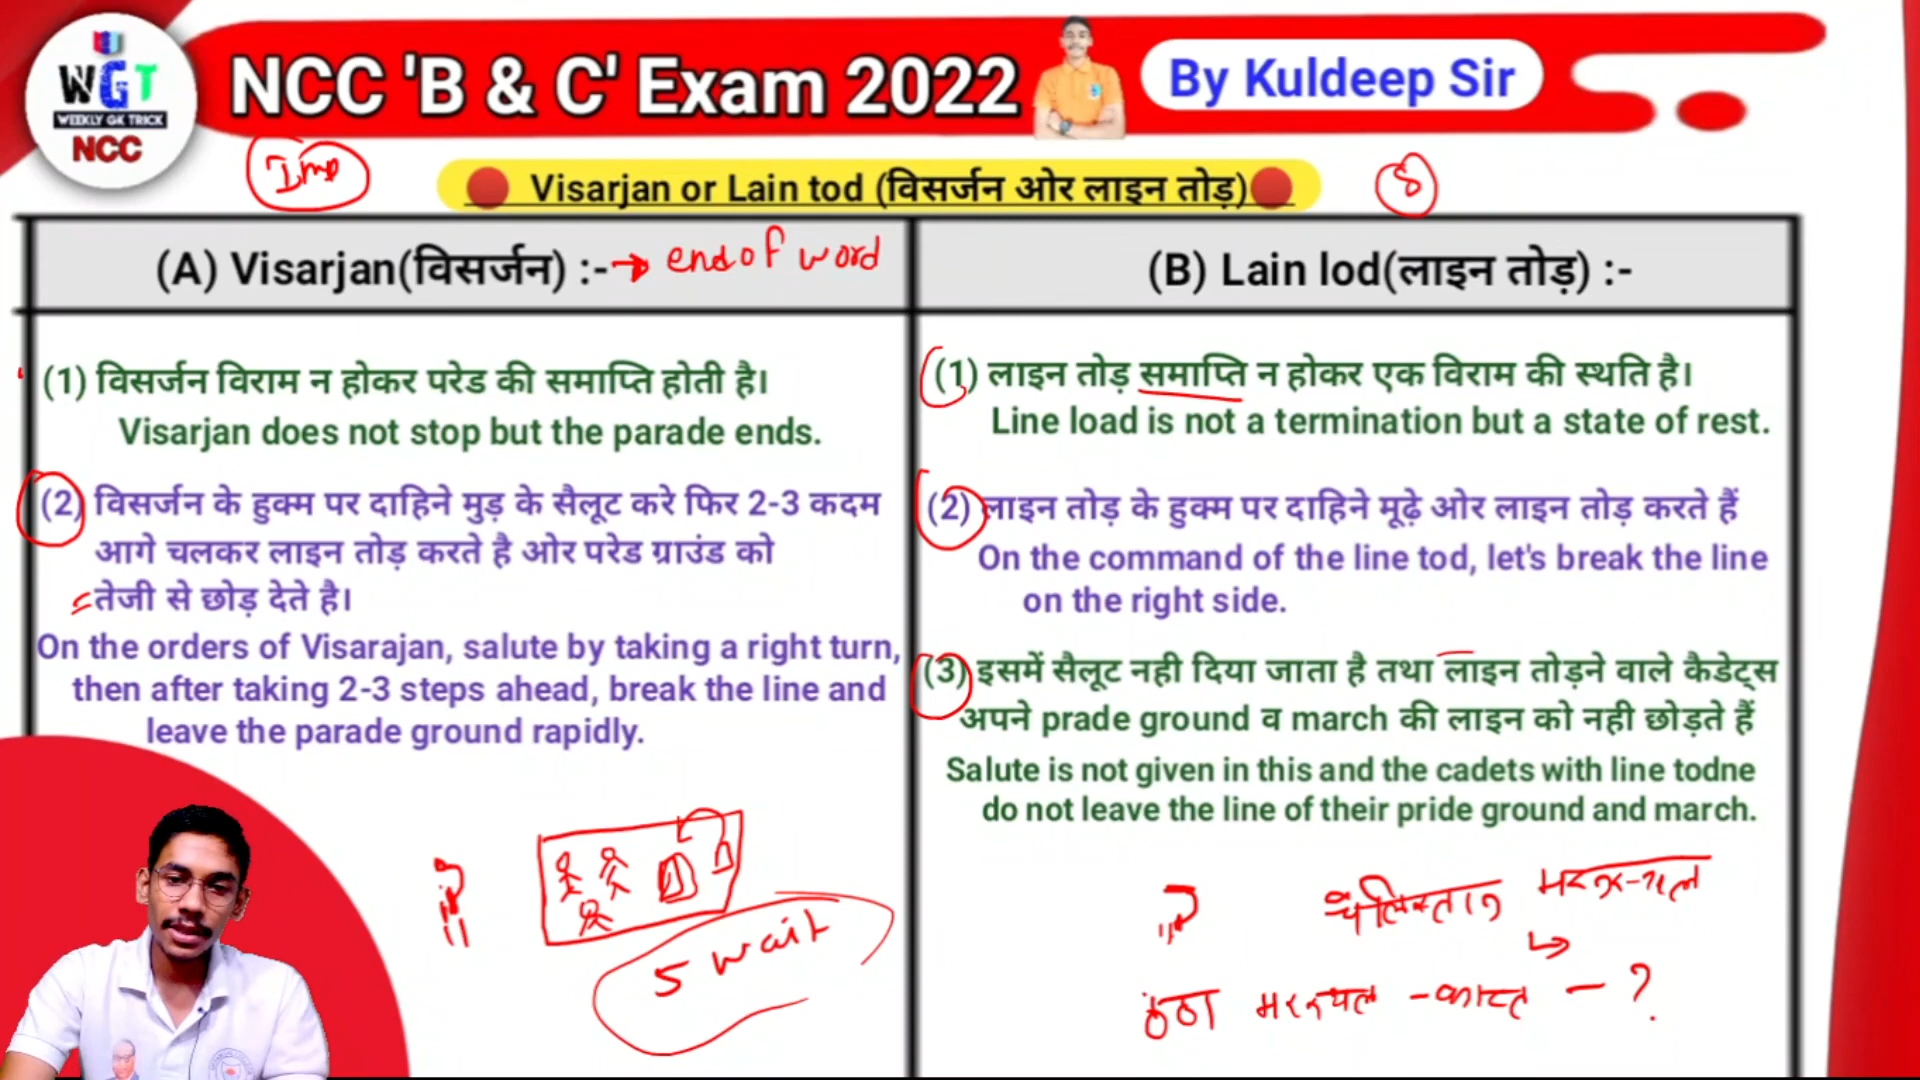 WGT
WEEKLY GK TRICK
NCC
NCC 'B & C' Exam 2022
By Kuldeep Sir
Imp
Visarjan or Lain tod (विसर्जन ओर लाइन तोड़)
8
(A) Visarjan(विसर्जन) :-→ end of word
(1) विसर्जन विराम न होकर परेड की समाप्ति होती है।
Visarjan does not stop but the parade ends.
(2) विसर्जन के हुक्म पर दाहिने मुड़ के सैलूट करे फिर 2-3 कदम
आगे चलकर लाइन तोड़ करते है ओर परेड ग्राउंड को
तेजी से छोड़ देते है।
On the orders of Visarajan, salute by taking a right turn,
then after taking 2-3 steps ahead, break the line and
leave the parade ground rapidly.
5 wait
(B) Lain lod(लाइन तोड़) :-
(1) लाइन तोड़ समाप्ति न होकर एक विराम की स्थति है।
Line load is not a termination but a state of rest.
(2) लाइन तोड़ के हुक्म पर दाहिने मूढ़े ओर लाइन तोड़ करते हैं
On the command of the line tod, let's break the line
on the right side.
(3) इसमें सैलूट नही दिया जाता है तथा लाइन तोड़ने वाले कैडेट्स
अपने prade ground व march की लाइन को नही छोड़ते हैं
Salute is not given in this and the cadets with line todne
do not leave the line of their pride ground and march.
ठंठा
– ?